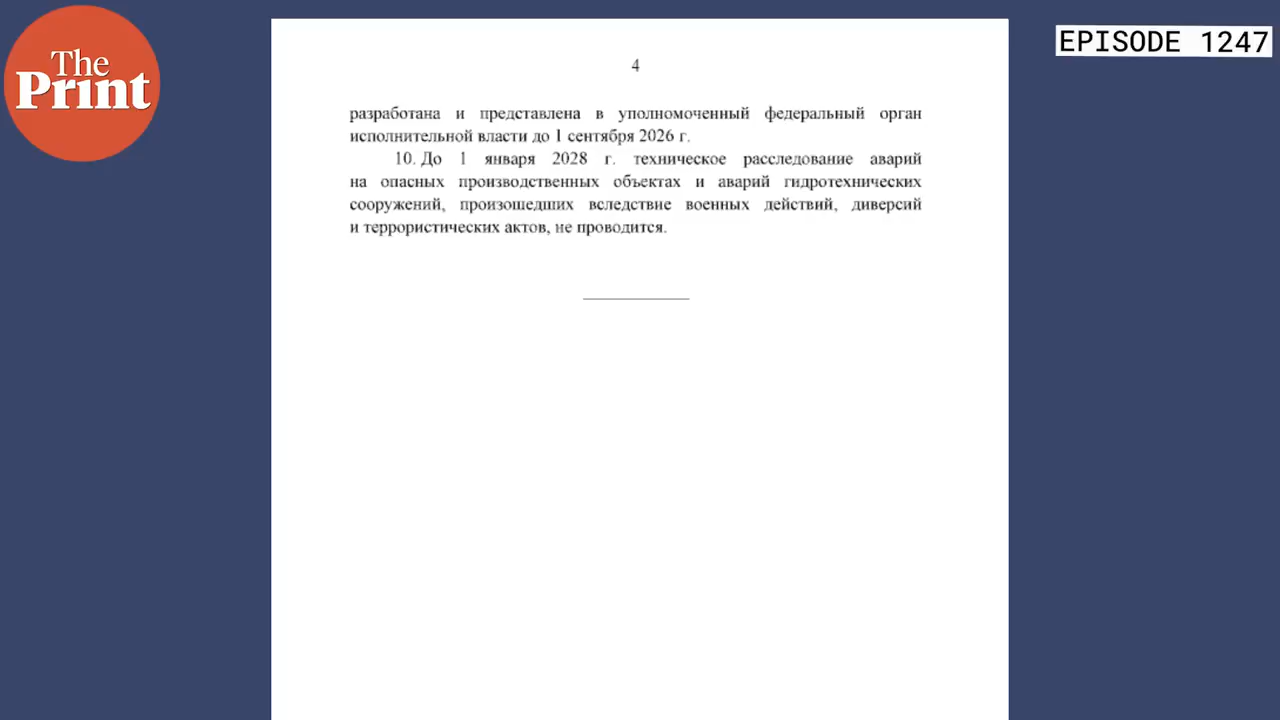 The
Print
EPISODE 1247
4
разработана и представлена в уполномоченный федеральный орган
исполнительной власти до 1 сентября 2026 г.
10. До 1 января 2028 г. техническое расследование аварий
на опасных производственных объектах и аварий гидротехнических
сооружений, произошедших вследствие военных действий, диверсий
и террористических актов, не проводится.